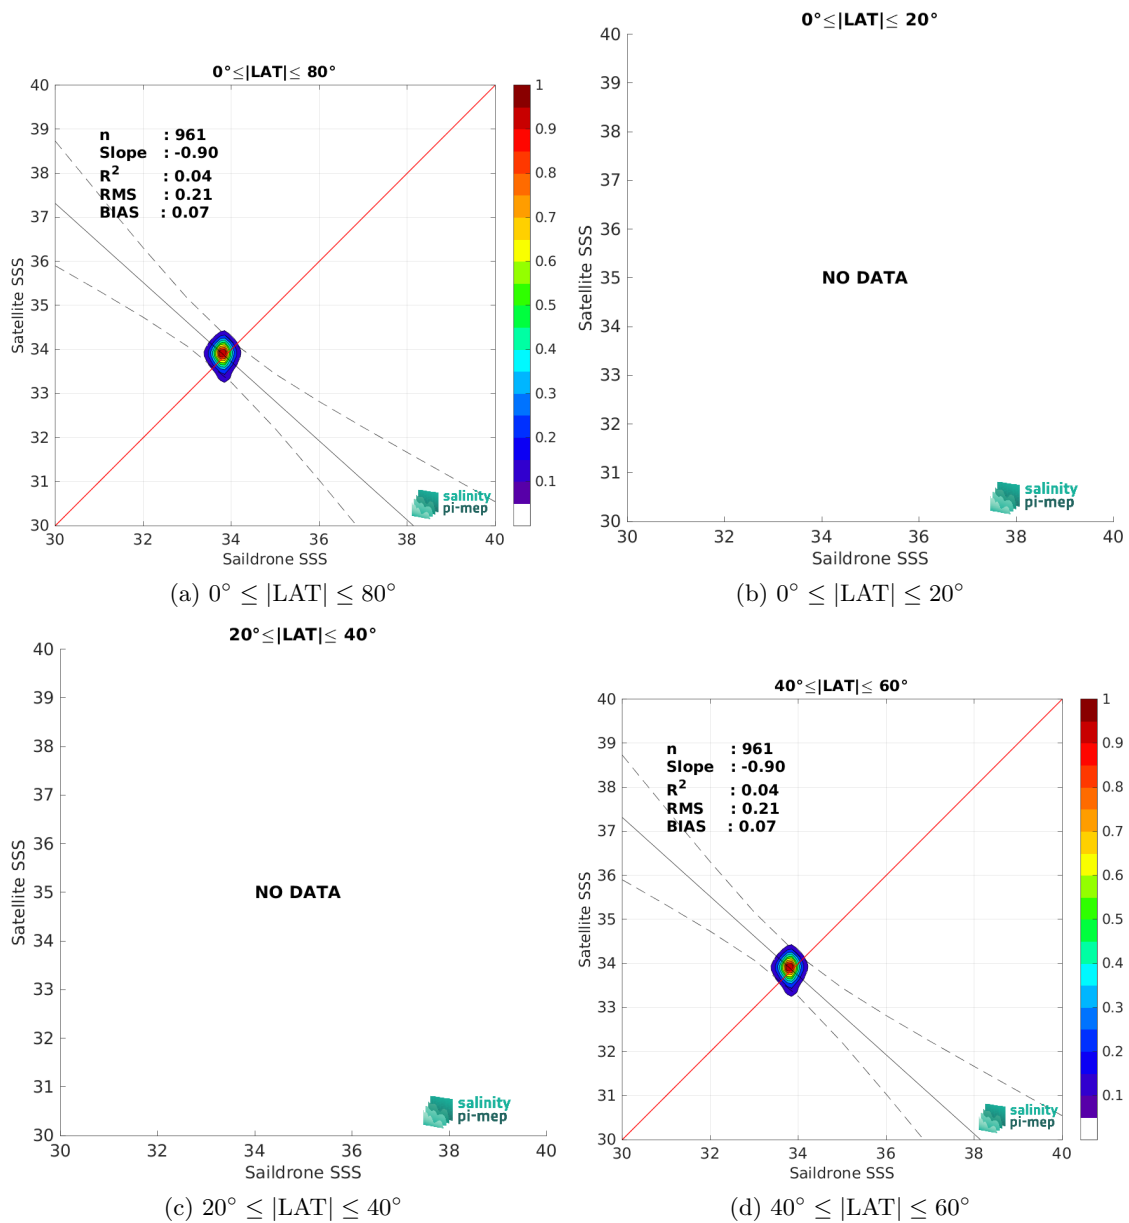 0°≤|LAT|≤ 80°
40
39
38
37
36
35
34
33
32
31
30
Satellite SSS
n : 961
Slope : -0.90
R² : 0.04
RMS : 0.21
BIAS : 0.07
salinity
pi-mep
30 32 34 36 38 40
Saildrone SSS
1
0.9
0.8
0.7
0.6
0.5
0.4
0.3
0.2
0.1
(a) 0° ≤ |LAT| ≤ 80°
0°≤|LAT|≤ 20°
40
39
38
37
36
35
34
33
32
31
30
Satellite SSS
NO DATA
salinity
pi-mep
30 32 34 36 38 40
Saildrone SSS
(b) 0° ≤ |LAT| ≤ 20°
20°≤|LAT|≤ 40°
40
39
38
37
36
35
34
33
32
31
30
Satellite SSS
NO DATA
salinity
pi-mep
30 32 34 36 38 40
Saildrone SSS
(c) 20° ≤ |LAT| ≤ 40°
40°≤|LAT|≤ 60°
40
39
38
37
36
35
34
33
32
31
30
Satellite SSS
n : 961
Slope : -0.90
R² : 0.04
RMS : 0.21
BIAS : 0.07
salinity
pi-mep
30 32 34 36 38 40
Saildrone SSS
1
0.9
0.8
0.7
0.6
0.5
0.4
0.3
0.2
0.1
(d) 40° ≤ |LAT| ≤ 60°